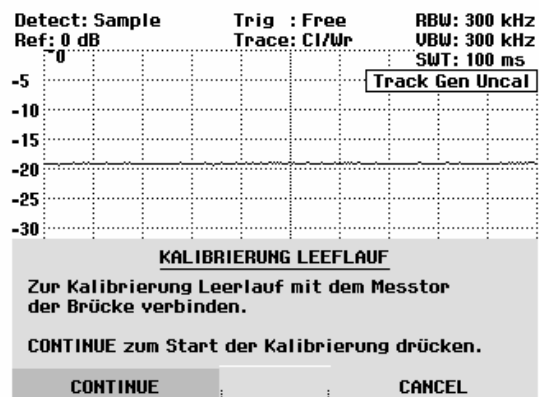 Detect: Sample Trig : Free RBW: 300 kHz
Ref: 0 dB Trace: Cl/Wr VBW: 300 kHz
0 SWT: 100 ms
-5 Track Gen Uncal
-10
-15
-20
-25
-30
KALIBRIERUNG LEEFLAUF
Zur Kalibrierung Leerlauf mit dem Messtor
der Brücke verbinden.
CONTINUE zum Start der Kalibrierung drücken.
CONTINUE CANCEL